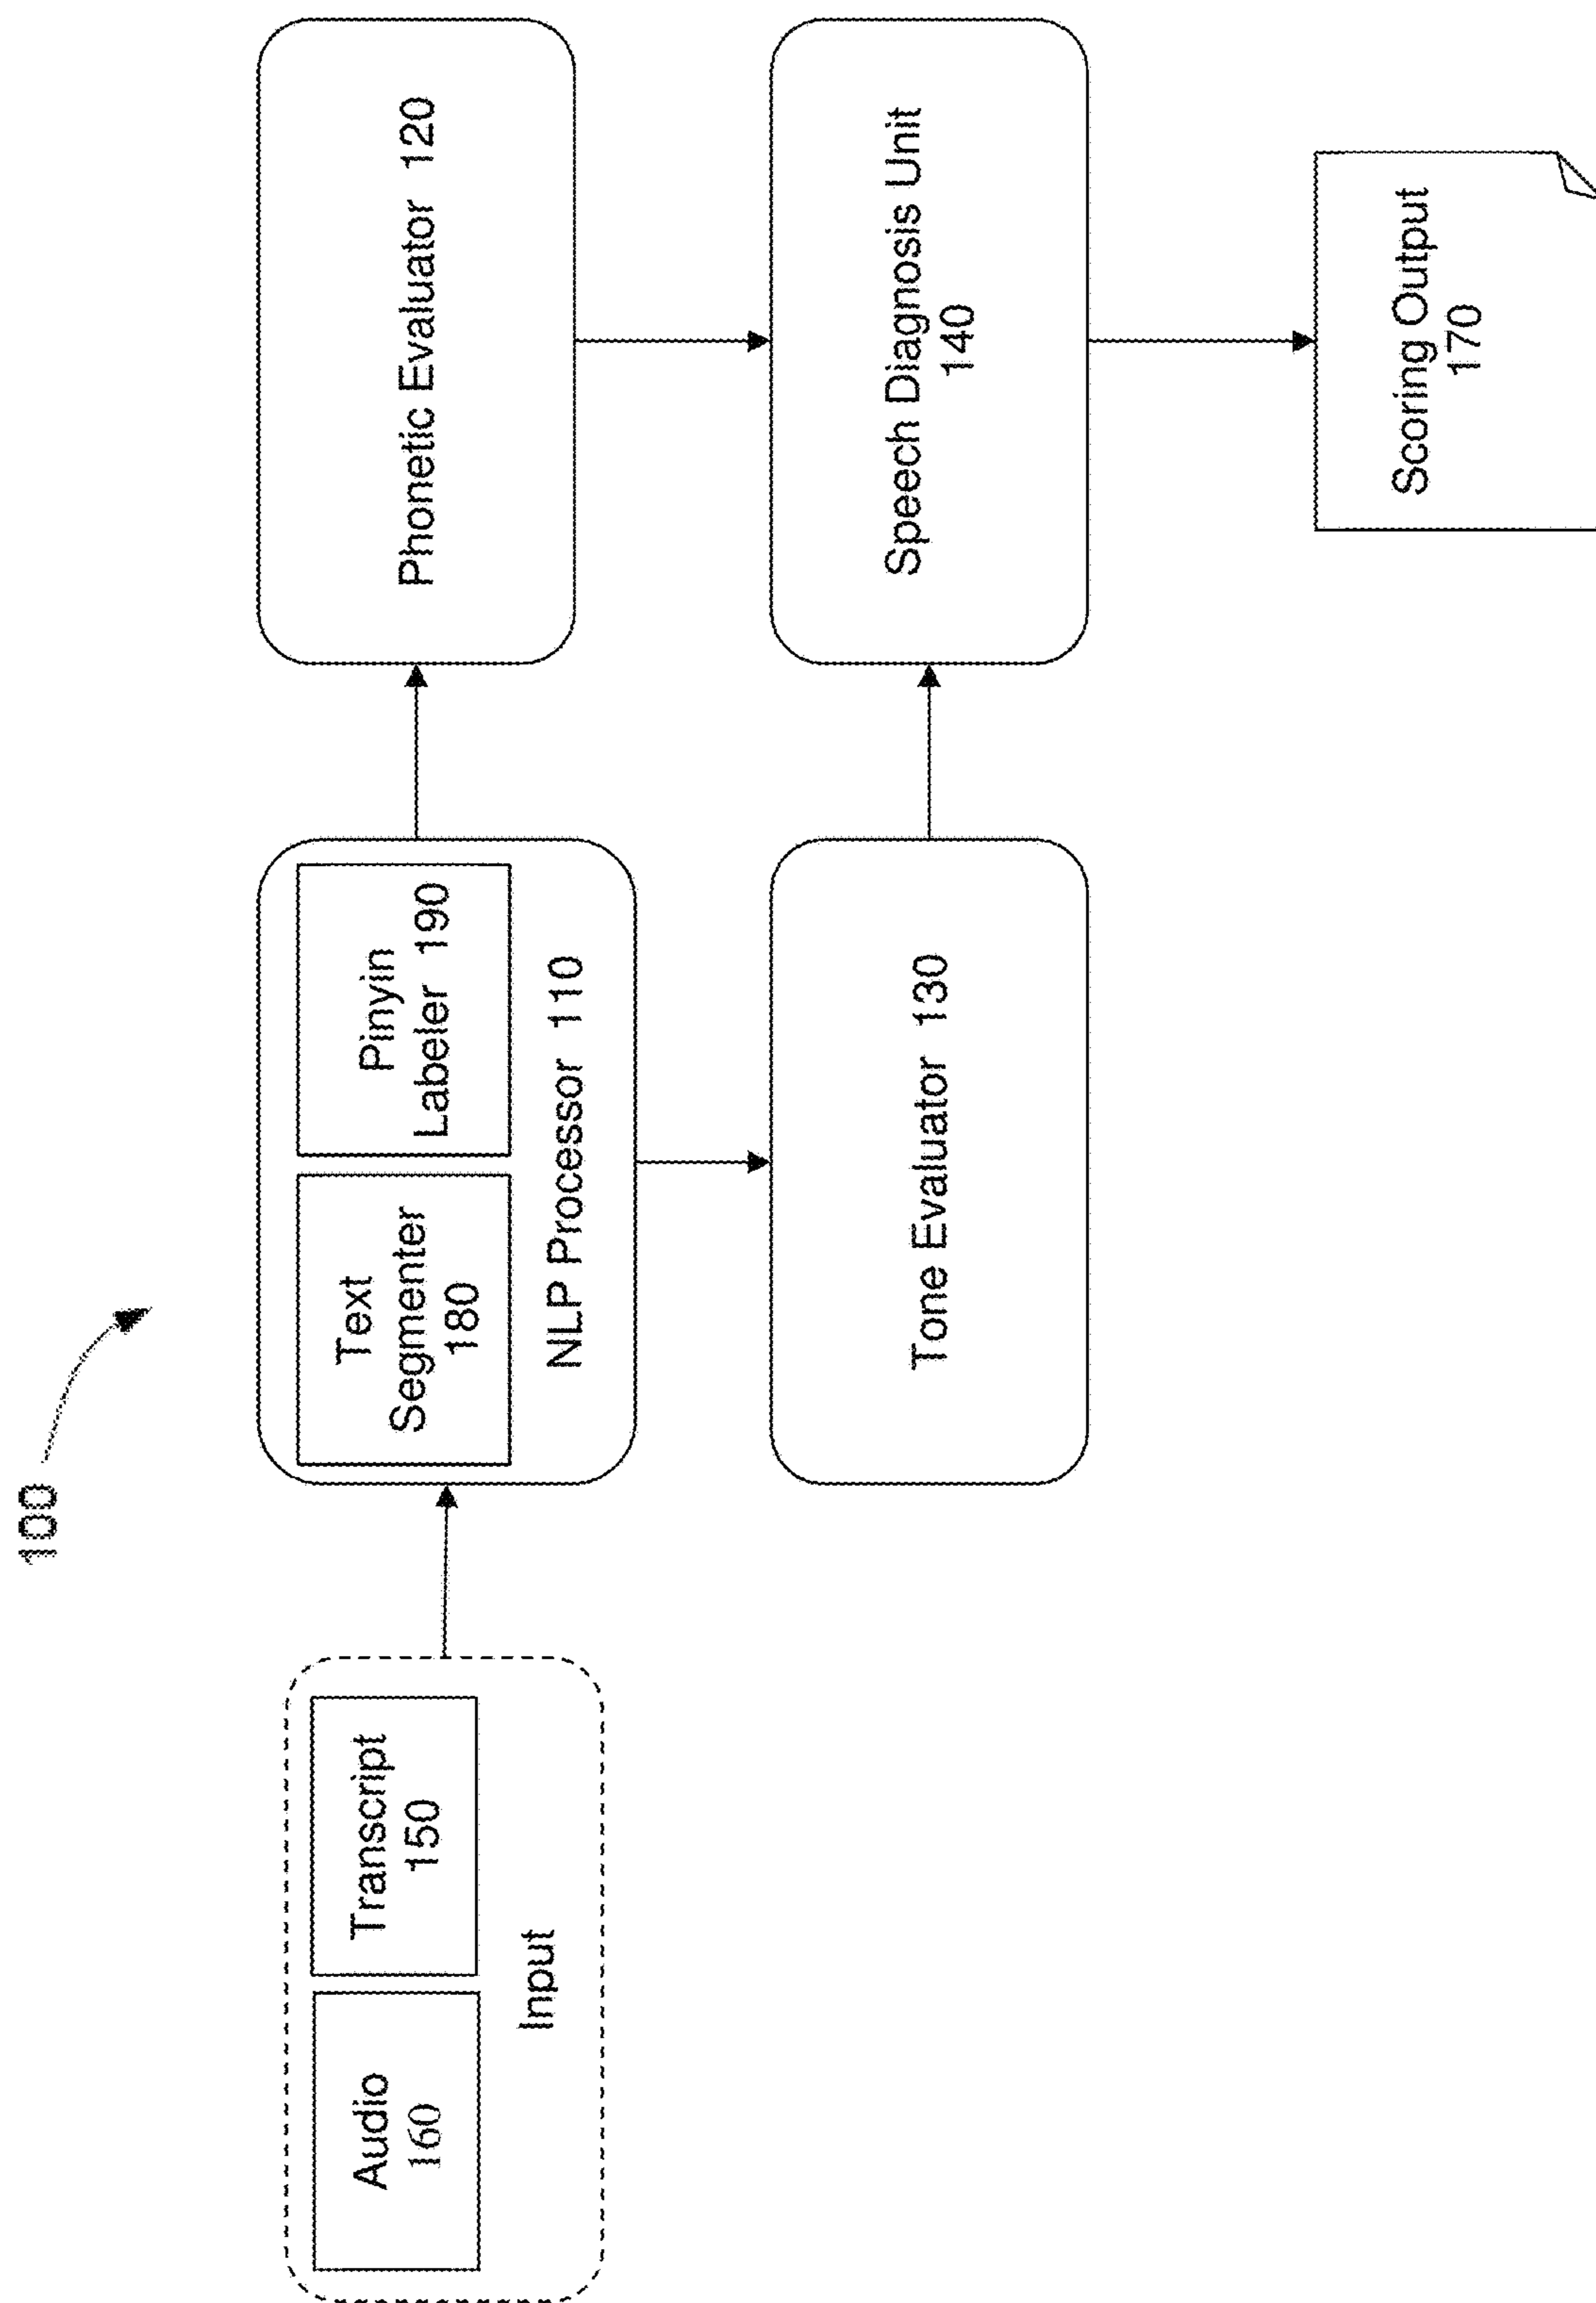 100
Audio
160
Transcript
150
Input
Text
Segmenter
180
Pinyin
Labeler 190
NLP Processor 110
Phonetic Evaluator 120
Tone Evaluator 130
Speech Diagnosis Unit
140
Scoring Output
170